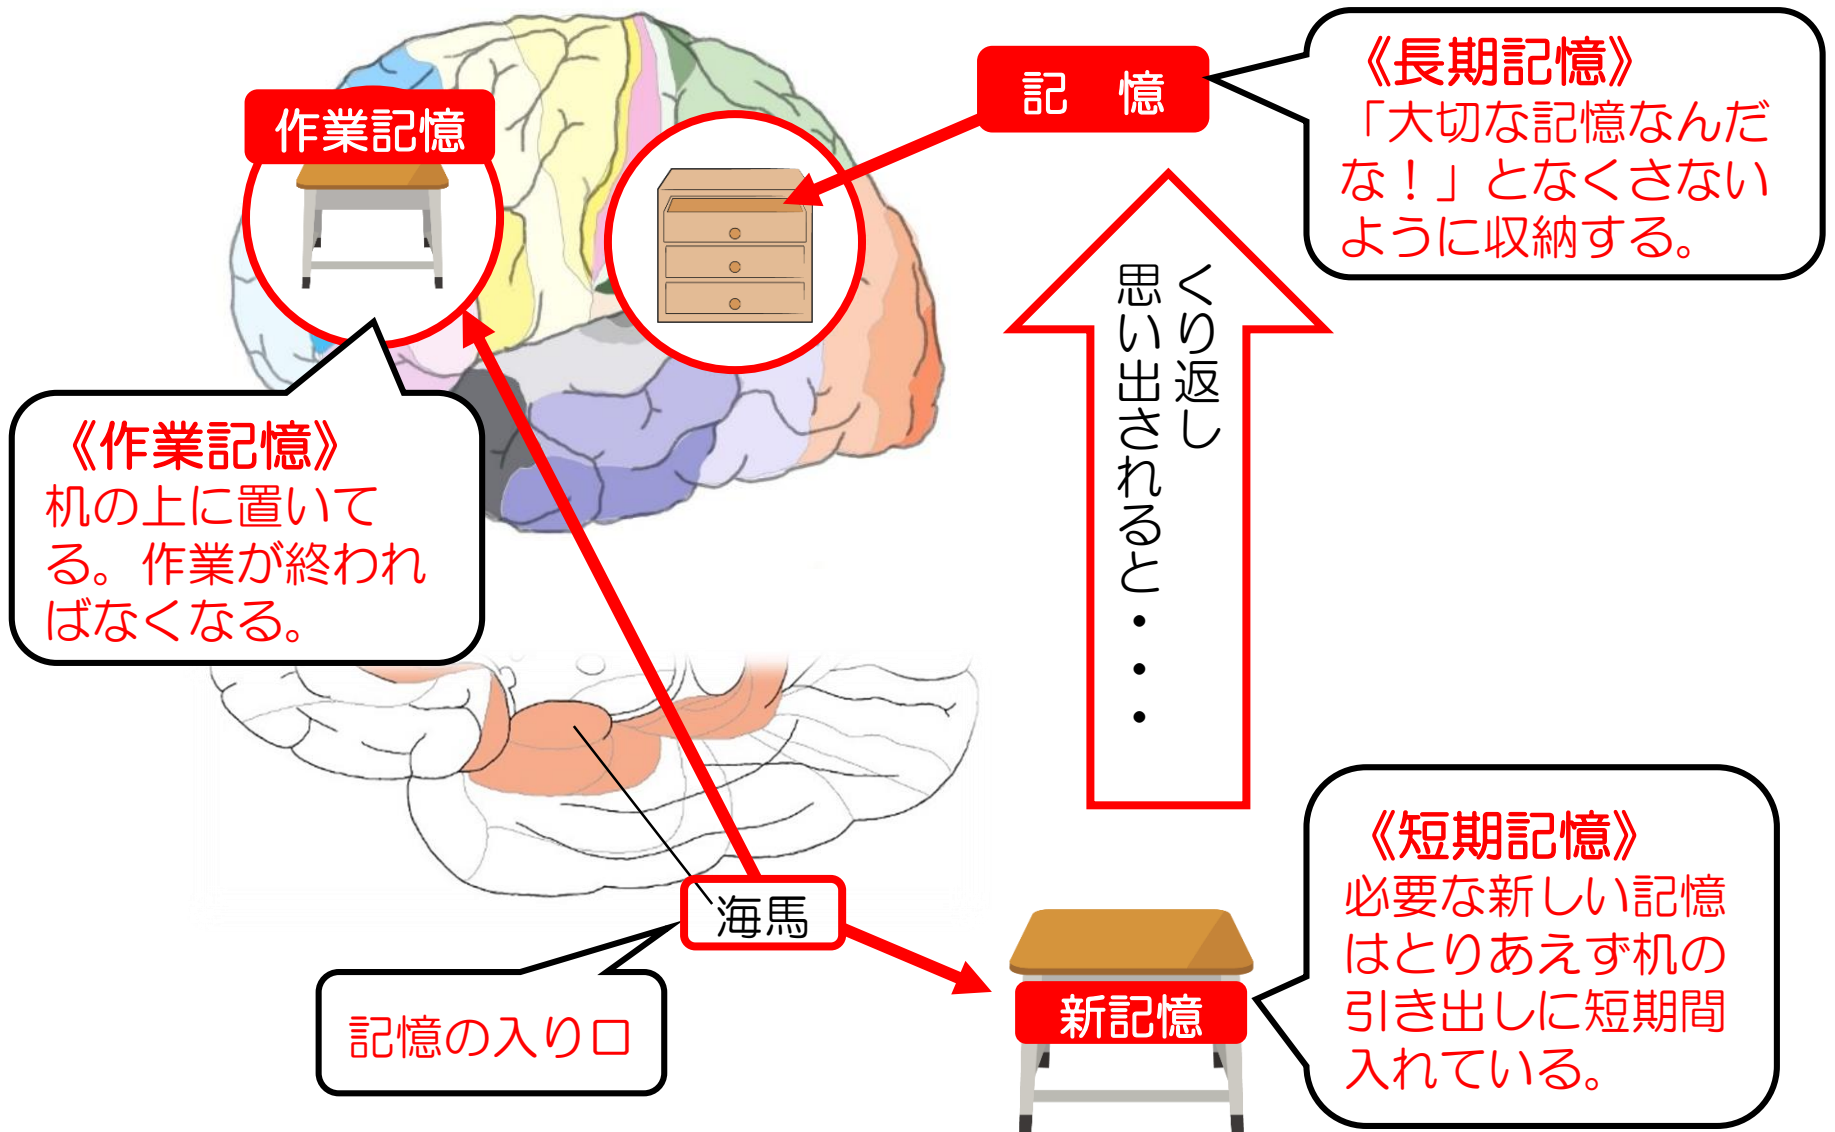 作業記憶
記　憶
《長期記憶》
「大切な記憶なんだ
な！」となくさない
ように収納する。
くり返し
思い出されると・・・
《作業記憶》
机の上に置いて
る。作業が終われ
ばなくなる。
海馬
記憶の入り口
新記憶
《短期記憶》
必要な新しい記憶
はとりあえず机の
引き出しに短期間
入れている。